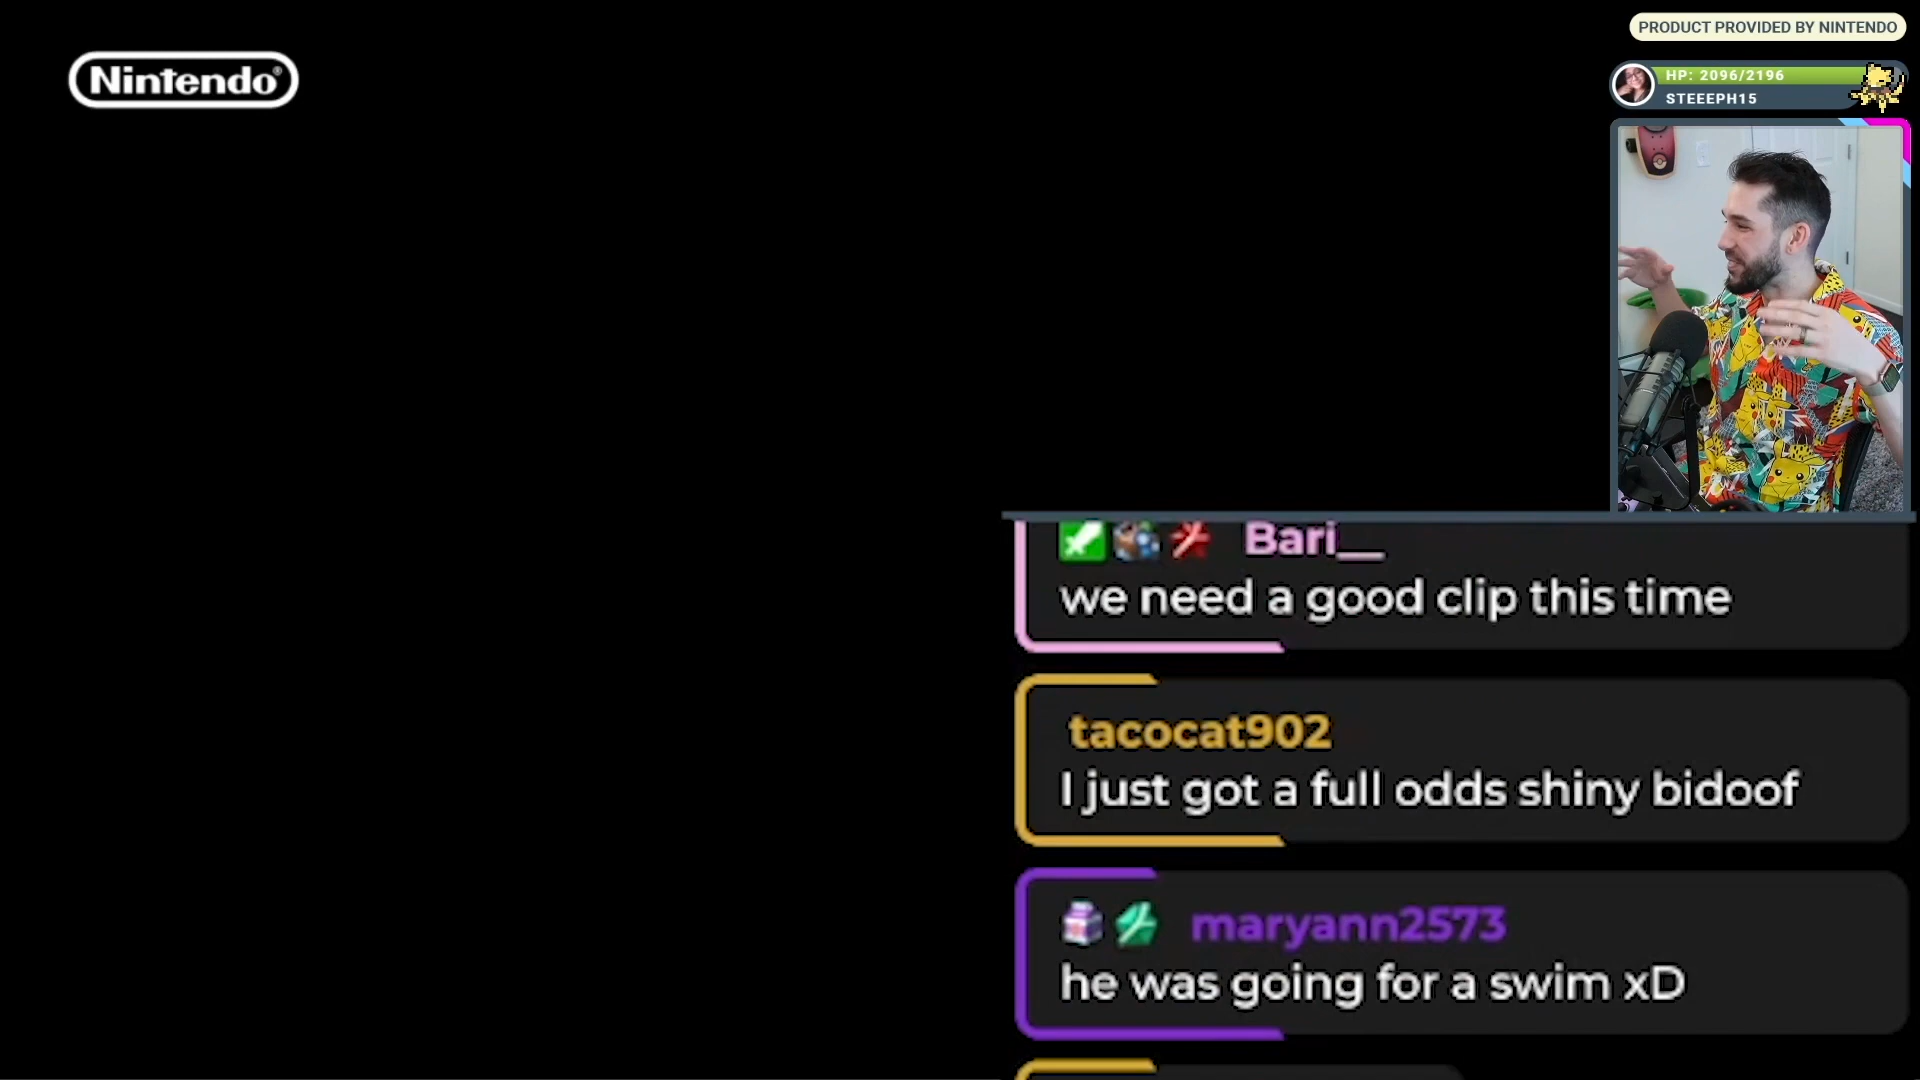 Nintendo®
PRODUCT PROVIDED BY NINTENDO
HP: 2096/2196
STEEEPH15
Bari__
we need a good clip this time
tacocat902
I just got a full odds shiny bidoof
maryann2573
he was going for a swim xD